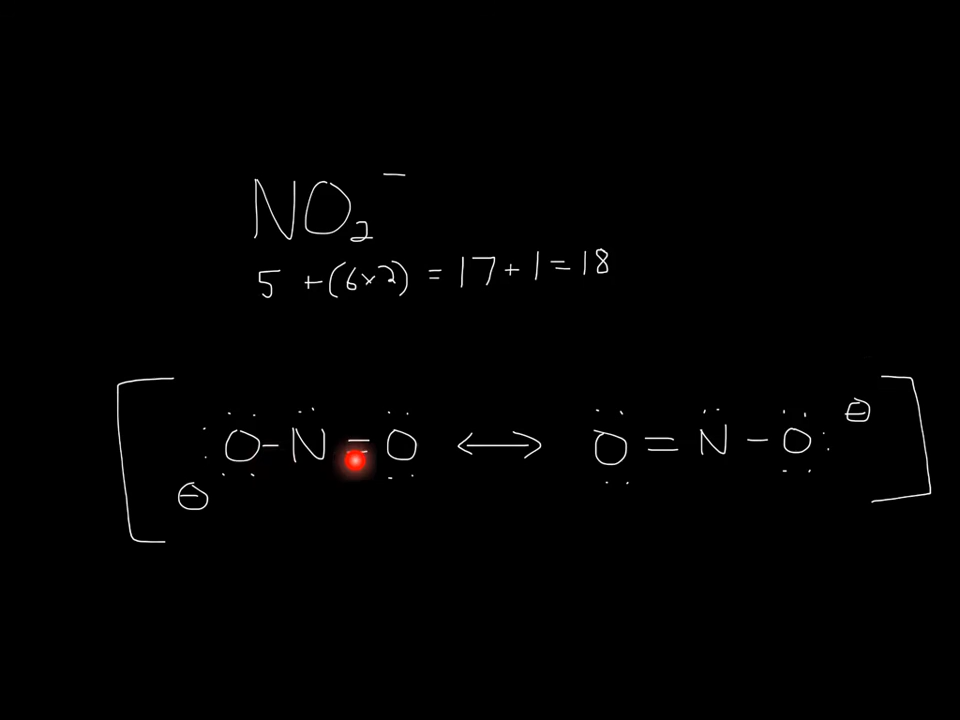 NO₂⁻
5 + (6×2) = 17 + 1 = 18
[ O - N = O ⟷ O = N - O ]
⊖ ⊖